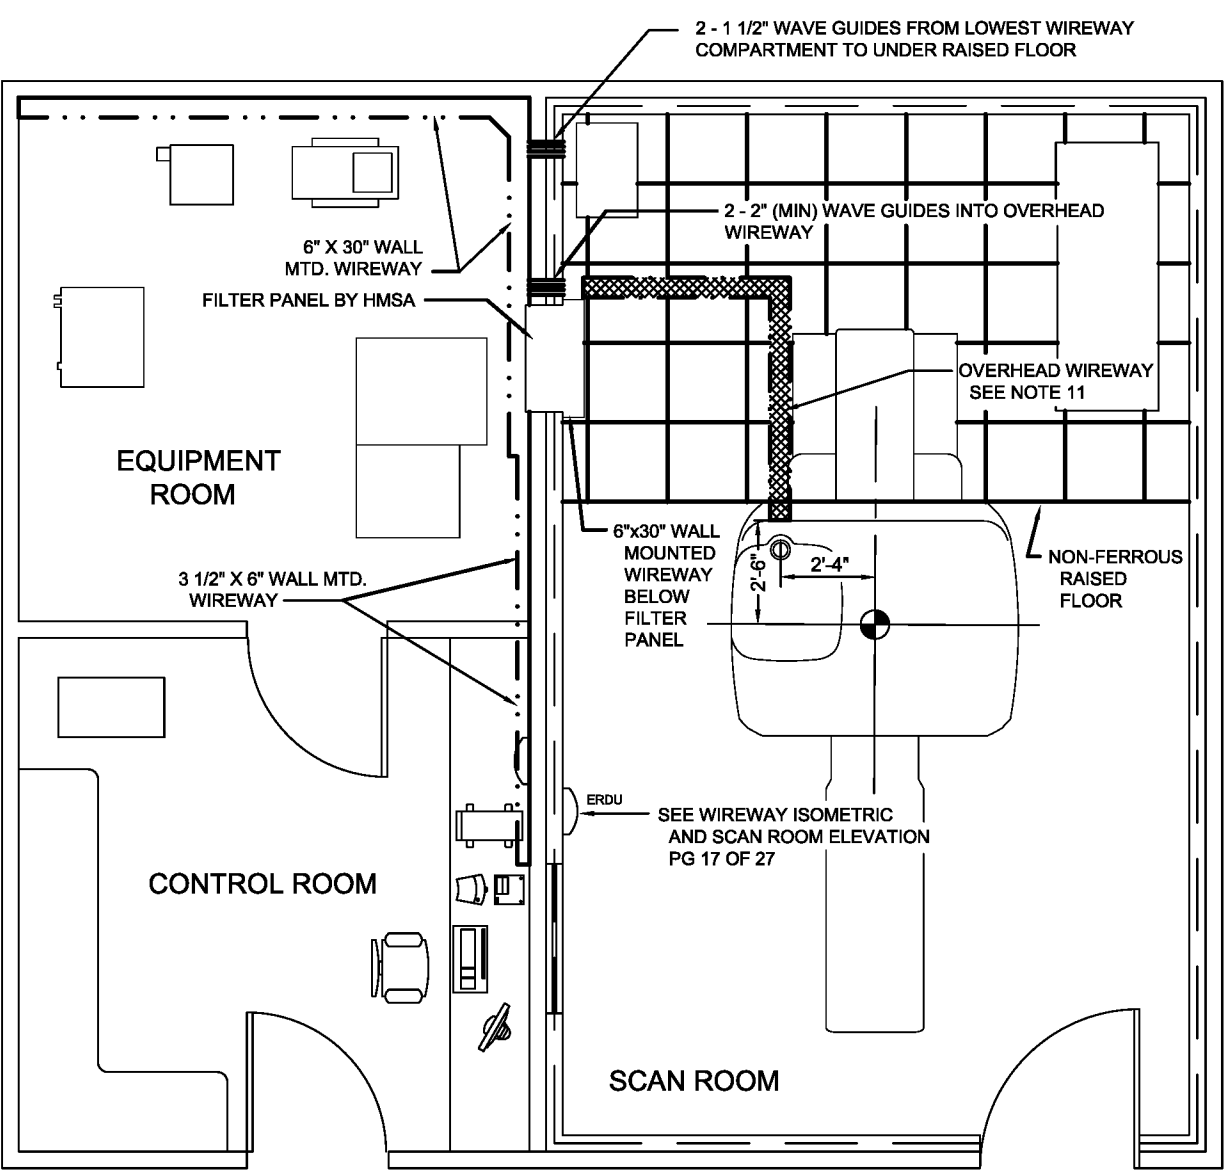 2 - 1 1/2" WAVE GUIDES FROM LOWEST WIREWAY
COMPARTMENT TO UNDER RAISED FLOOR
2 - 2" (MIN) WAVE GUIDES INTO OVERHEAD
WIREWAY
6" X 30" WALL
MTD. WIREWAY
FILTER PANEL BY HMSA
OVERHEAD WIREWAY
SEE NOTE 11
EQUIPMENT
ROOM
6"x30" WALL
MOUNTED
WIREWAY
BELOW
FILTER
PANEL
2'-6"
2'-4"
NON-FERROUS
RAISED
FLOOR
3 1/2" X 6" WALL MTD.
WIREWAY
ERDU
SEE WIREWAY ISOMETRIC
AND SCAN ROOM ELEVATION
PG 17 OF 27
CONTROL ROOM
SCAN ROOM